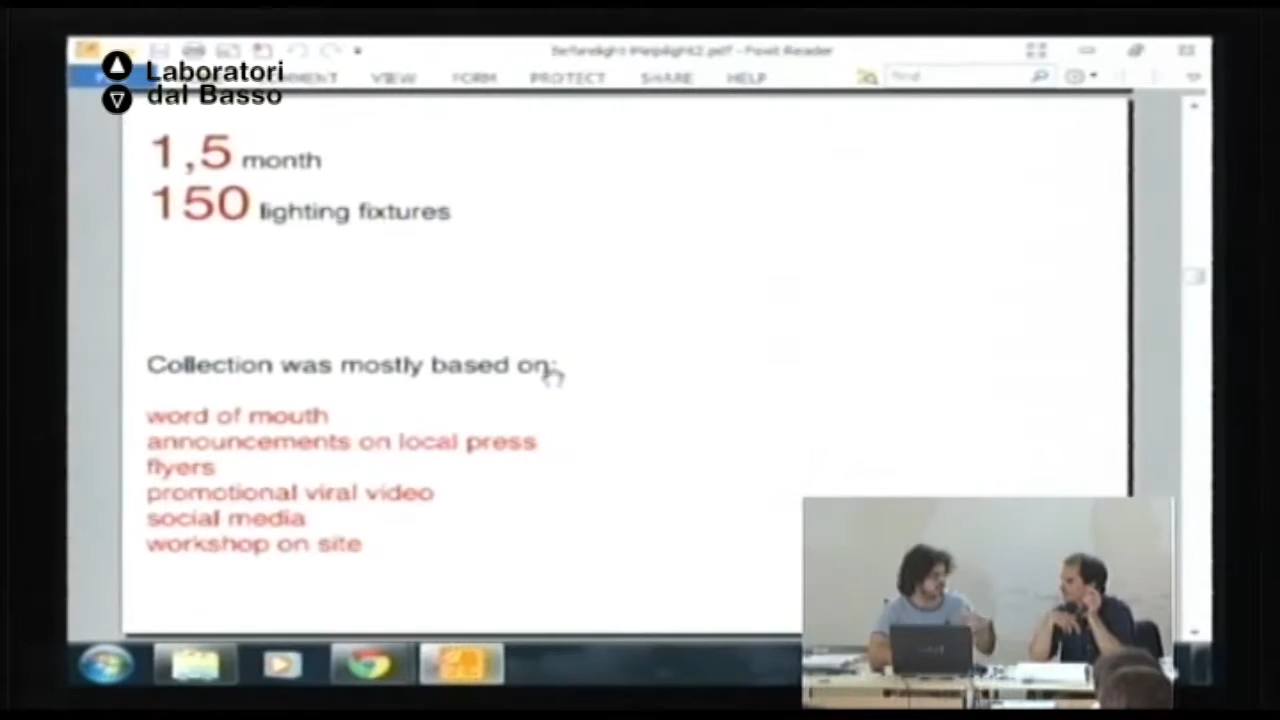 Laboratori
dal Basso
VIEW
FORM
PROTECT
SHARE
HELP
Find
1,5 month
150 lighting fixtures
Collection was mostly based on:
word of mouth
announcements on local press
flyers
promotional viral video
social media
workshop on site